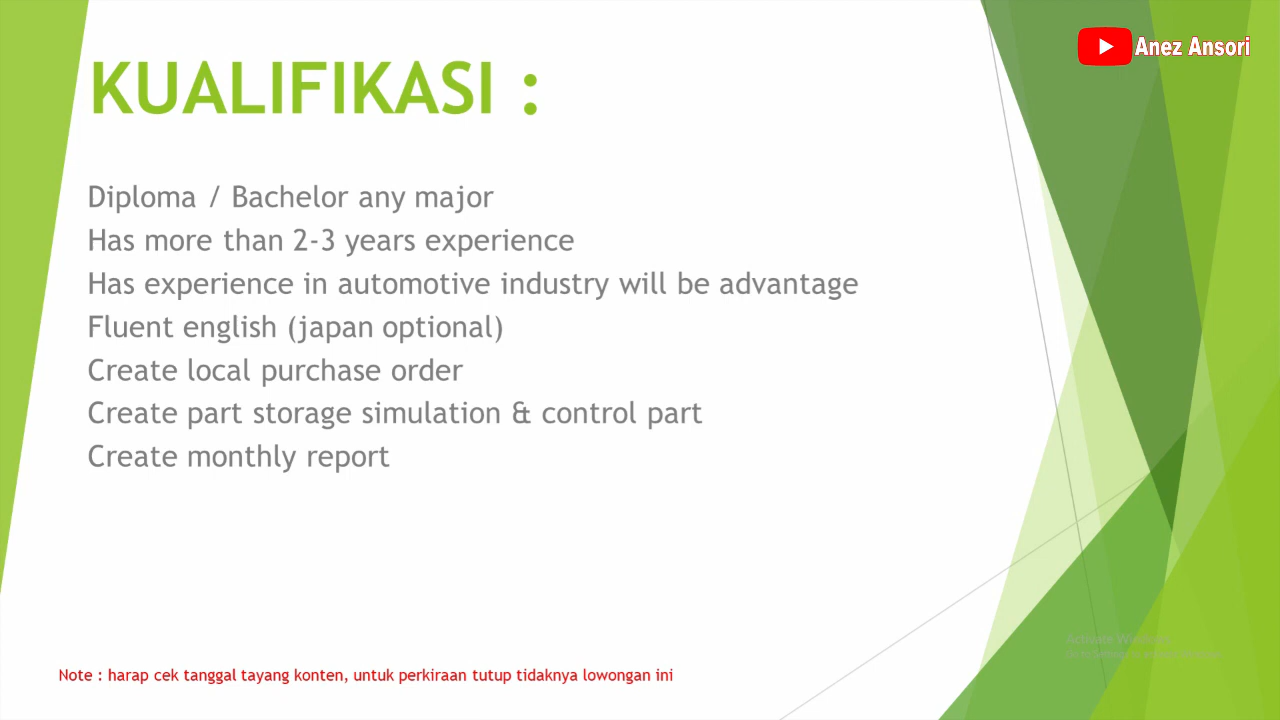 Anez Ansori
KUALIFIKASI :
Diploma / Bachelor any major
Has more than 2-3 years experience
Has experience in automotive industry will be advantage
Fluent english (japan optional)
Create local purchase order
Create part storage simulation & control part
Create monthly report
Activate Windows
Note : harap cek tanggal tayang konten, untuk perkiraan tutup tidaknya lowongan ini